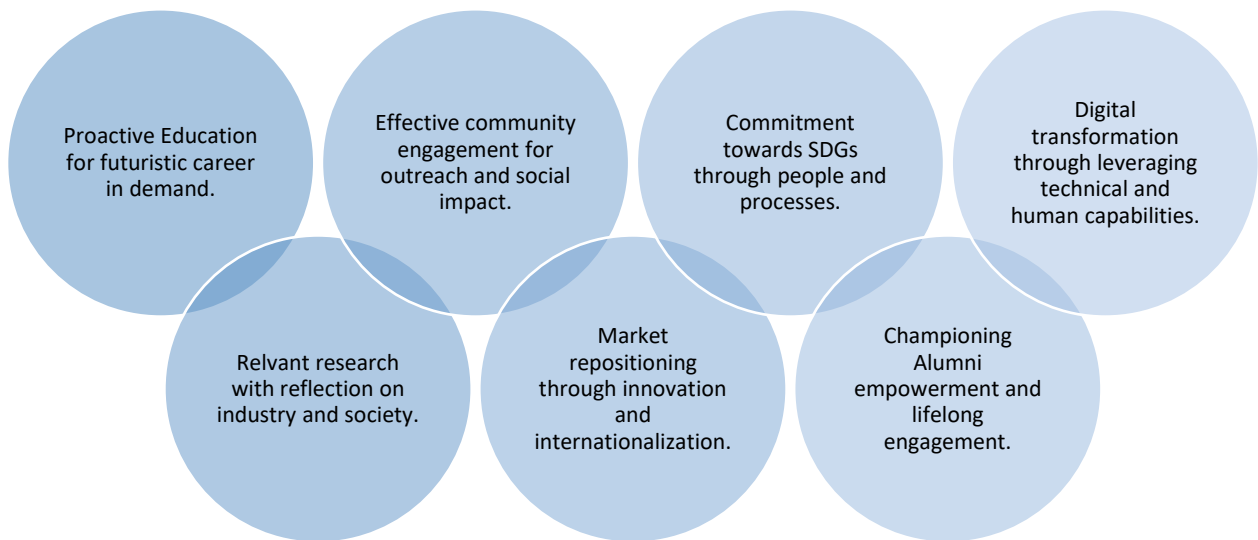 Proactive Education
for futuristic career
in demand.
Relvant research
with reflection on
industry and society.
Effective community
engagement for
outreach and social
impact.
Market
repositioning
through innovation
and
internationalization.
Commitment
towards SDGs
through people and
processes.
Championing
Alumni
empowerment and
lifelong
engagement.
Digital
transformation
through leveraging
technical and
human capabilities.